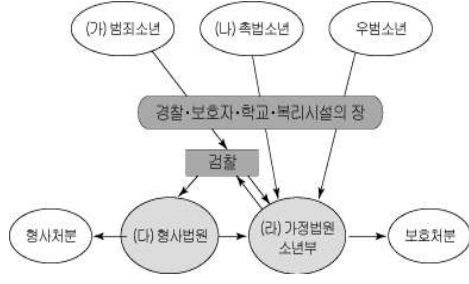 (가) 범죄소년
(나) 촉법소년
우범소년
경찰·보호자·학교·복리시설의 장
검찰
형사처분
(다) 형사법원
(라) 가정법원
소년부
보호처분